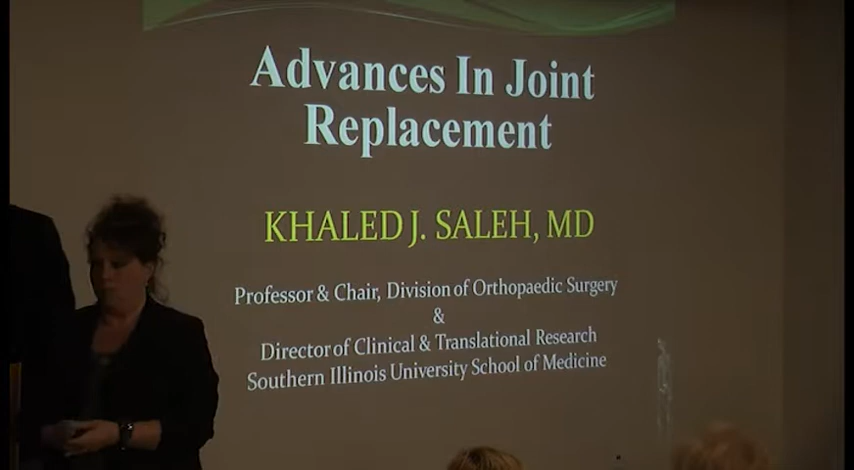 Advances In Joint
Replacement
KHALED J. SALEH, MD
Professor & Chair, Division of Orthopaedic Surgery
&
Director of Clinical & Translational Research
Southern Illinois University School of Medicine